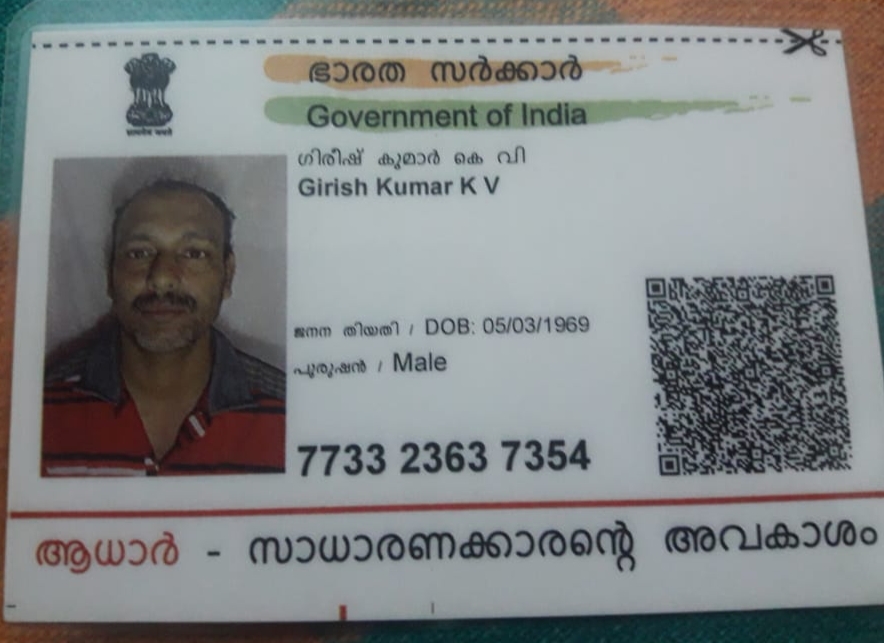 ഭാരത സർക്കാർ
Government of India
ഗിരീഷ് കുമാർ കെ വി
Girish Kumar K V
ജനന തിയതി / DOB: 05/03/1969
പുരുഷൻ / Male
7733 2363 7354
ആധാർ - സാധാരണക്കാരന്റെ അവകാശം